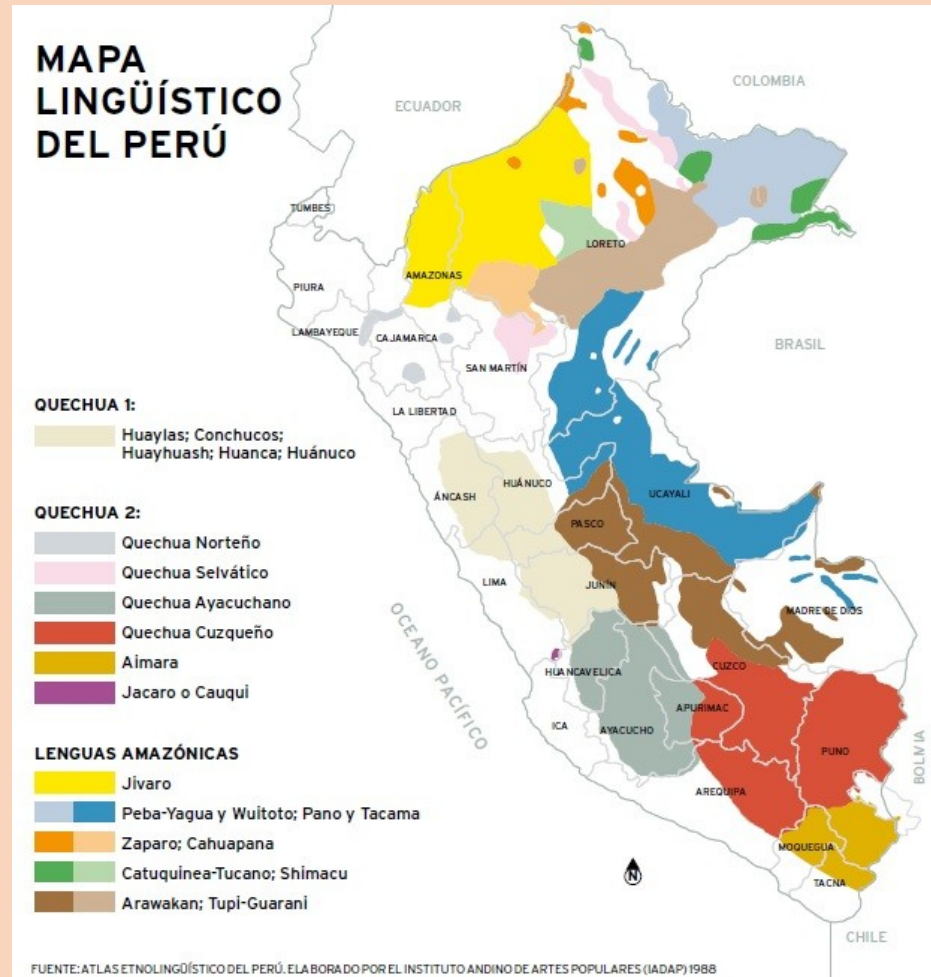 MAPA
LINGÜÍSTICO
DEL PERÚ
ECUADOR
COLOMBIA
TUMBES
PIURA
LAMBAYEQUE
CAJAMARCA
AMAZONAS
LORETO
SAN MARTÍN
LA LIBERTAD
BRASIL
ÁNCASH
HUÁNUCO
UCAYALI
PASCO
LIMA
JUNÍN
MADRE DE DIOS
OCEANO PACÍFICO
HUANCAVELICA
CUZCO
ICA
AYACUCHO
APURIMAC
PUNO
BOLIVIA
AREQUIPA
MOQUEGUA
TACNA
CHILE
N
QUECHUA 1:
Huaylas; Conchucos;
Huayhuash; Huanca; Huánuco
QUECHUA 2:
Quechua Norteño
Quechua Selvático
Quechua Ayacuchano
Quechua Cuzqueño
Aimara
Jacaro o Cauqui
LENGUAS AMAZÓNICAS
Jivaro
Peba-Yagua y Wuitoto; Pano y Tacama
Zaparo; Cahuapana
Catuquinea-Tucano; Shimacu
Arawakan; Tupi-Guarani
FUENTE: ATLAS ETNOLINGÜÍSTICO DEL PERÚ. ELABORADO POR EL INSTITUTO ANDINO DE ARTES POPULARES (IADAP) 1988